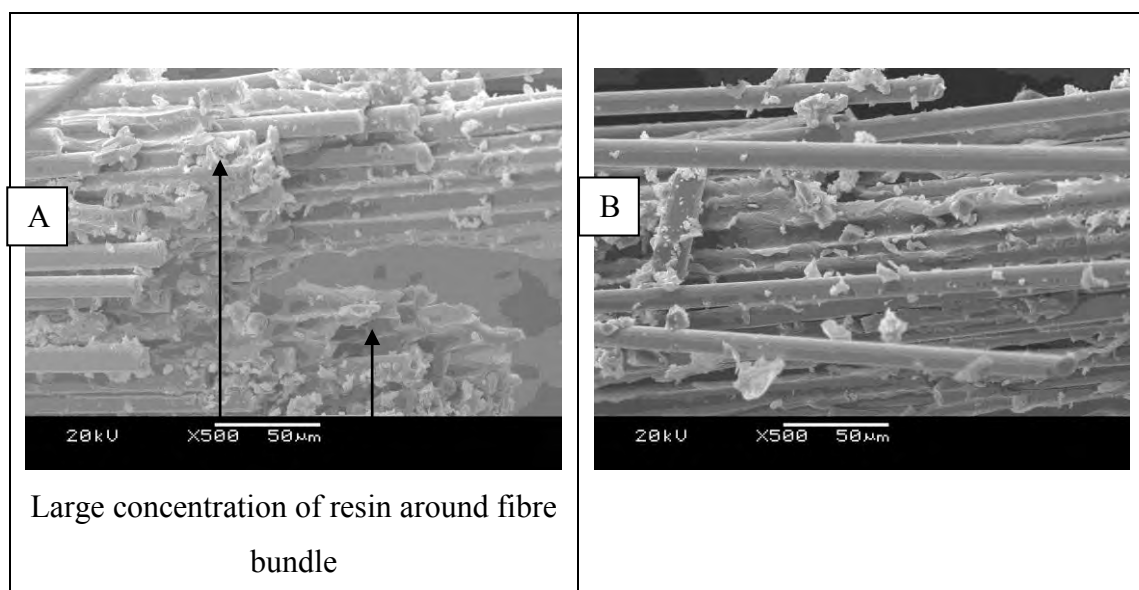 A
B
20kV X500 50µm
20kV X500 50µm
Large concentration of resin around fibre
bundle